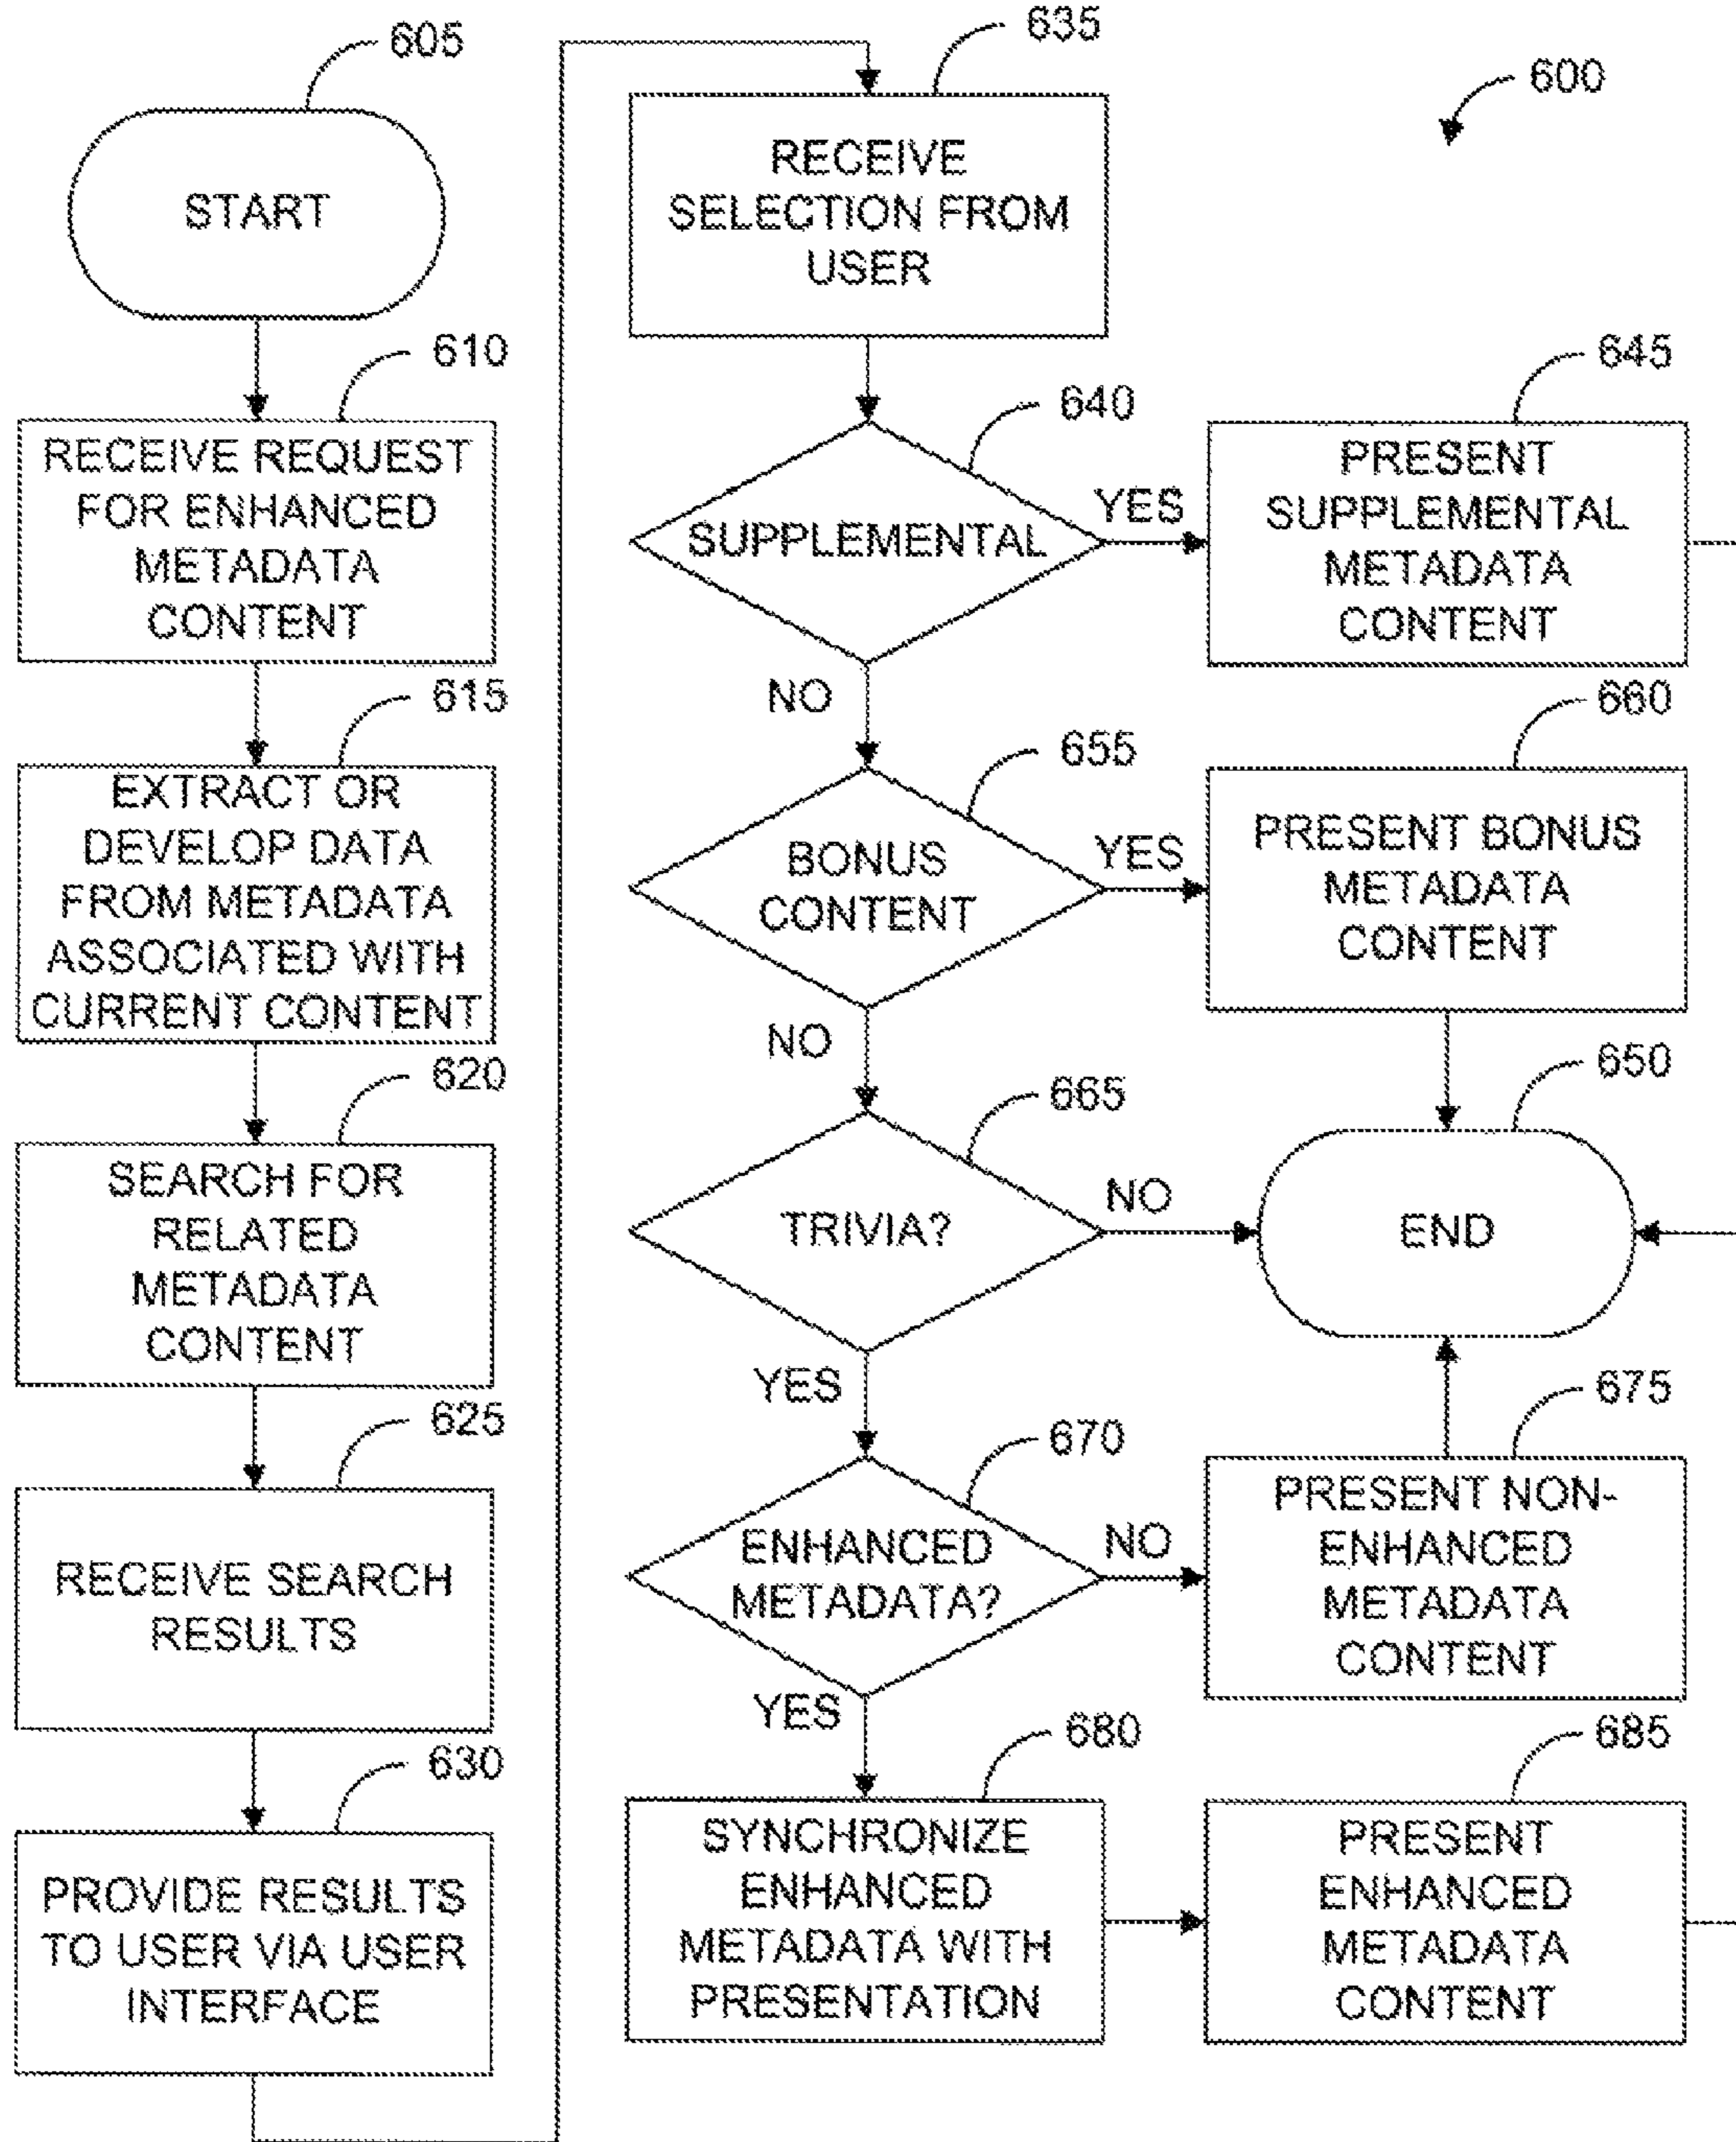 605
START
610
RECEIVE REQUEST
FOR ENHANCED
METADATA
CONTENT
615
EXTRACT OR
DEVELOP DATA
FROM METADATA
ASSOCIATED WITH
CURRENT CONTENT
620
SEARCH FOR
RELATED
METADATA
CONTENT
625
RECEIVE SEARCH
RESULTS
630
PROVIDE RESULTS
TO USER VIA USER
INTERFACE
635
RECEIVE
SELECTION FROM
USER
600
640
SUPPLEMENTAL
YES
NO
645
PRESENT
SUPPLEMENTAL
METADATA
CONTENT
655
BONUS
CONTENT
YES
NO
660
PRESENT BONUS
METADATA
CONTENT
665
TRIVIA?
NO
YES
650
END
670
ENHANCED
METADATA?
NO
YES
675
PRESENT NON-
ENHANCED
METADATA
CONTENT
680
SYNCHRONIZE
ENHANCED
METADATA WITH
PRESENTATION
685
PRESENT
ENHANCED
METADATA
CONTENT